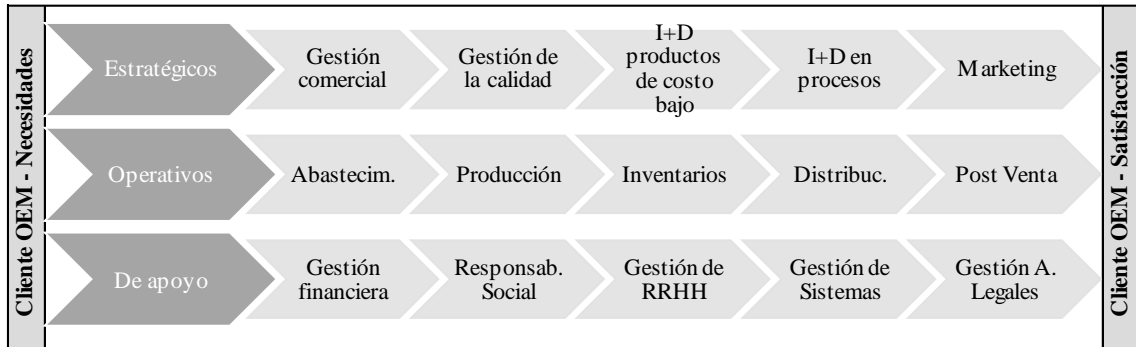 Cliente OEM - Necesidades
Estratégicos
Gestión
comercial
Gestión de
la calidad
I+D
productos
de costo
bajo
I+D en
procesos
Marketing
Operativos
Abastecim.
Producción
Inventarios
Distribuc.
Post Venta
De apoyo
Gestión
financiera
Responsab.
Social
Gestión de
RRHH
Gestión de
Sistemas
Gestión A.
Legales
Cliente OEM - Satisfacción